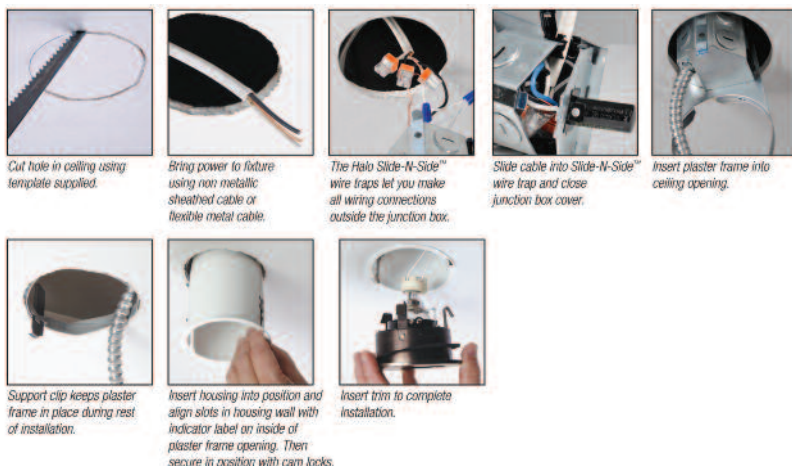 Cut hole in ceiling using
template supplied.
Bring power to fixture
using non metallic
sheathed cable or
flexible metal cable.
The Halo Slide-N-Side™
wire traps let you make
all wiring connections
outside the junction box.
Slide cable into Slide-N-Side™
wire trap and close
junction box cover.
Insert plaster frame into
ceiling opening.
Support clip keeps plaster
frame in place during rest
of installation.
Insert housing into position and
align slots in housing wall with
indicator label on inside of
plaster frame opening. Then
secure in position with cam locks.
Insert trim to complete
installation.